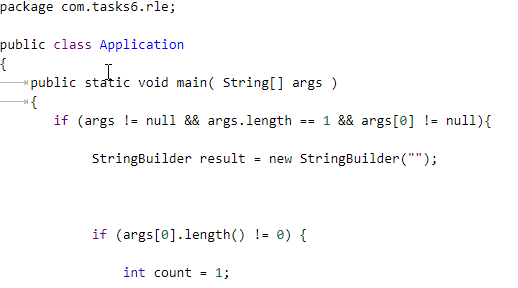 package com.tasks6.rle;
public class Application
{
public static void main( String[] args )
{
if (args != null && args.length == 1 && args[0] != null){
StringBuilder result = new StringBuilder("");
if (args[0].length() != 0) {
int count = 1;